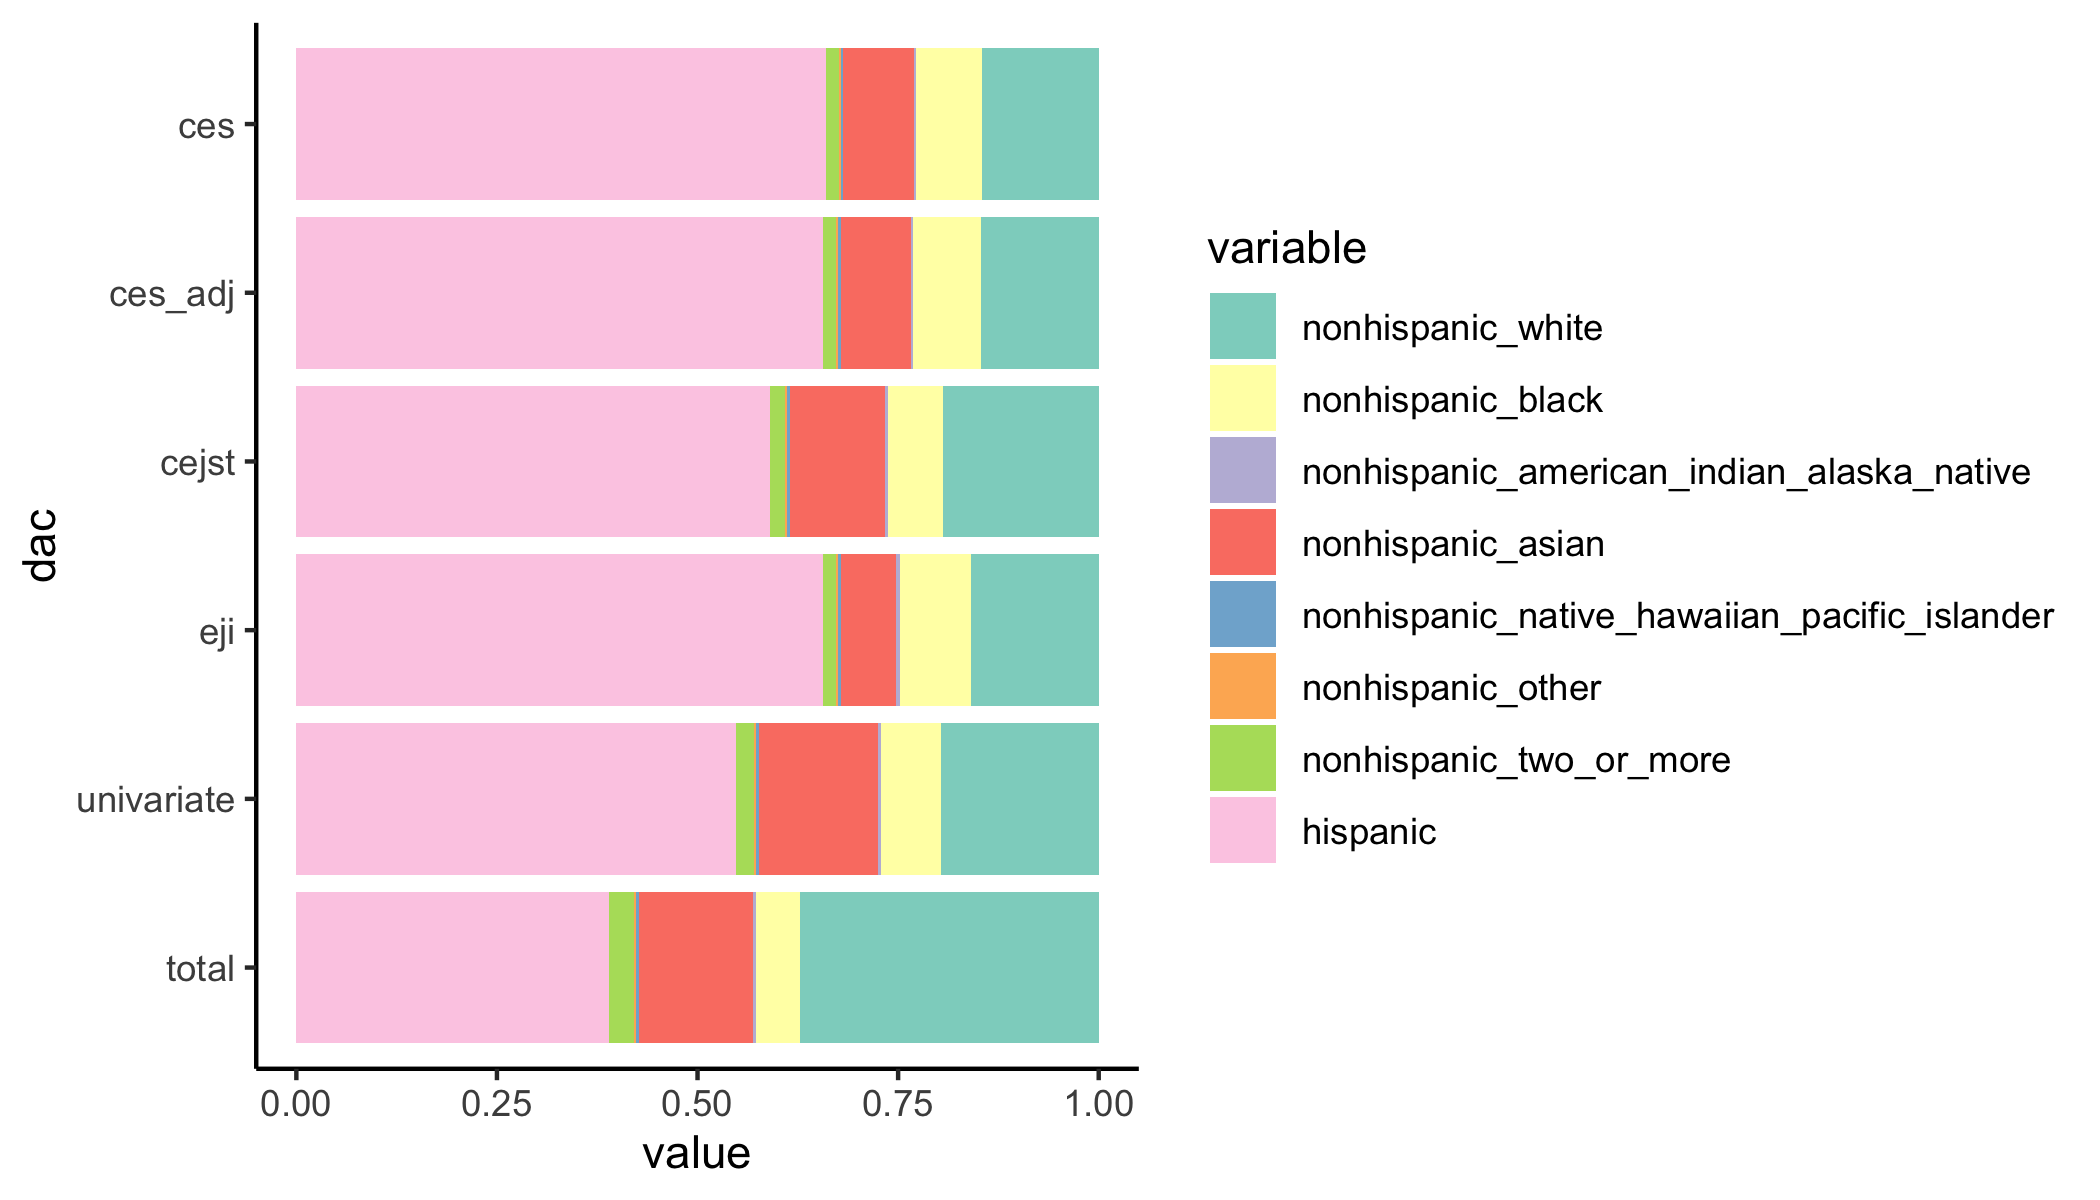 ces
ces_adj
cejst
eji
univariate
total
dac
0.00 0.25 0.50 0.75 1.00
value
variable
nonhispanic_white
nonhispanic_black
nonhispanic_american_indian_alaska_native
nonhispanic_asian
nonhispanic_native_hawaiian_pacific_islander
nonhispanic_other
nonhispanic_two_or_more
hispanic